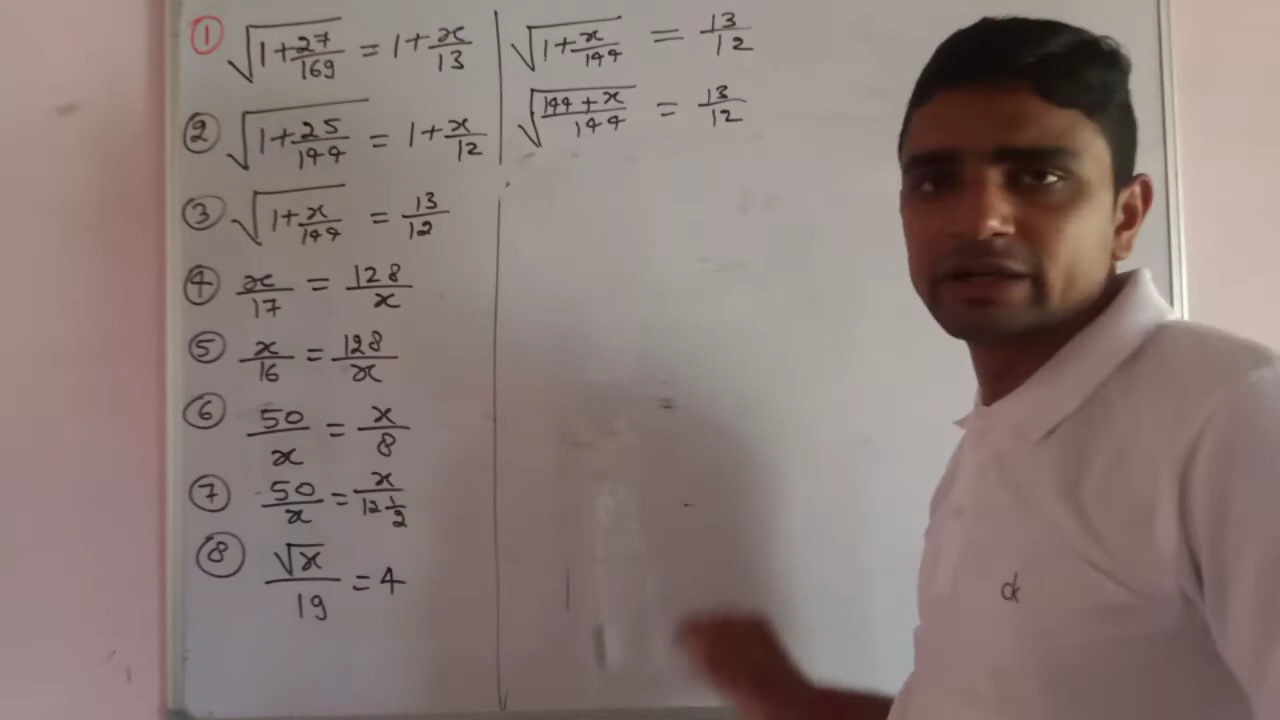 ① √(1+27/169) = 1+x/13
② √(1+25/144) = 1+x/12
③ √(1+x/144) = 13/12
④ x/17 = 128/x
⑤ x/16 = 128/x
⑥ 50/x = x/8
⑦ 50/x = x/12 1/2
⑧ √x/19 = 4
√(1+x/144) = 13/12
√((144+x)/144) = 13/12